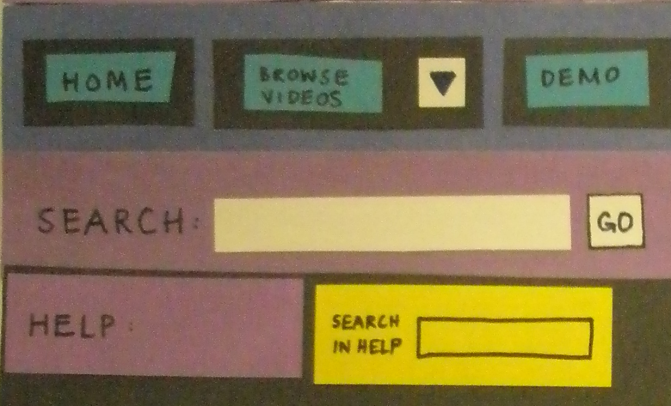 HOME
BROWSE
VIDEOS
DEMO
SEARCH:
GO
HELP:
SEARCH
IN HELP